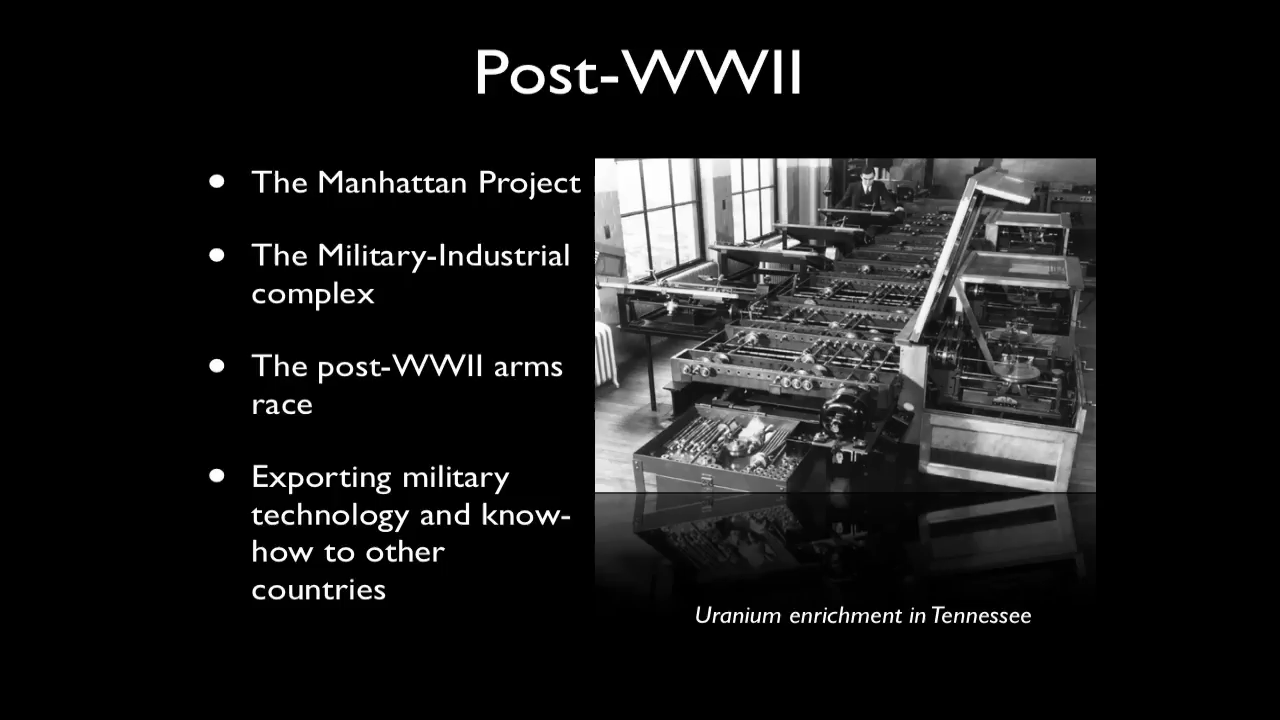 Post-WWII
• The Manhattan Project
• The Military-Industrial
complex
• The post-WWII arms
race
• Exporting military
technology and know-
how to other
countries
Uranium enrichment in Tennessee